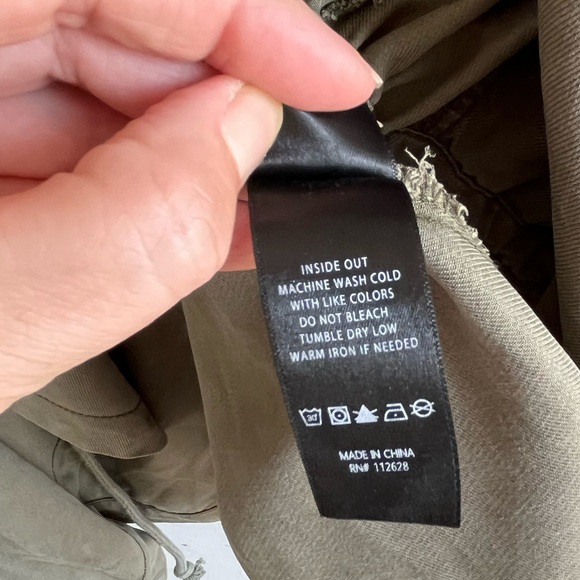 INSIDE OUT
MACHINE WASH COLD
WITH LIKE COLORS
DO NOT BLEACH
TUMBLE DRY LOW
WARM IRON IF NEEDED
30°
MADE IN CHINA
RN# 112628